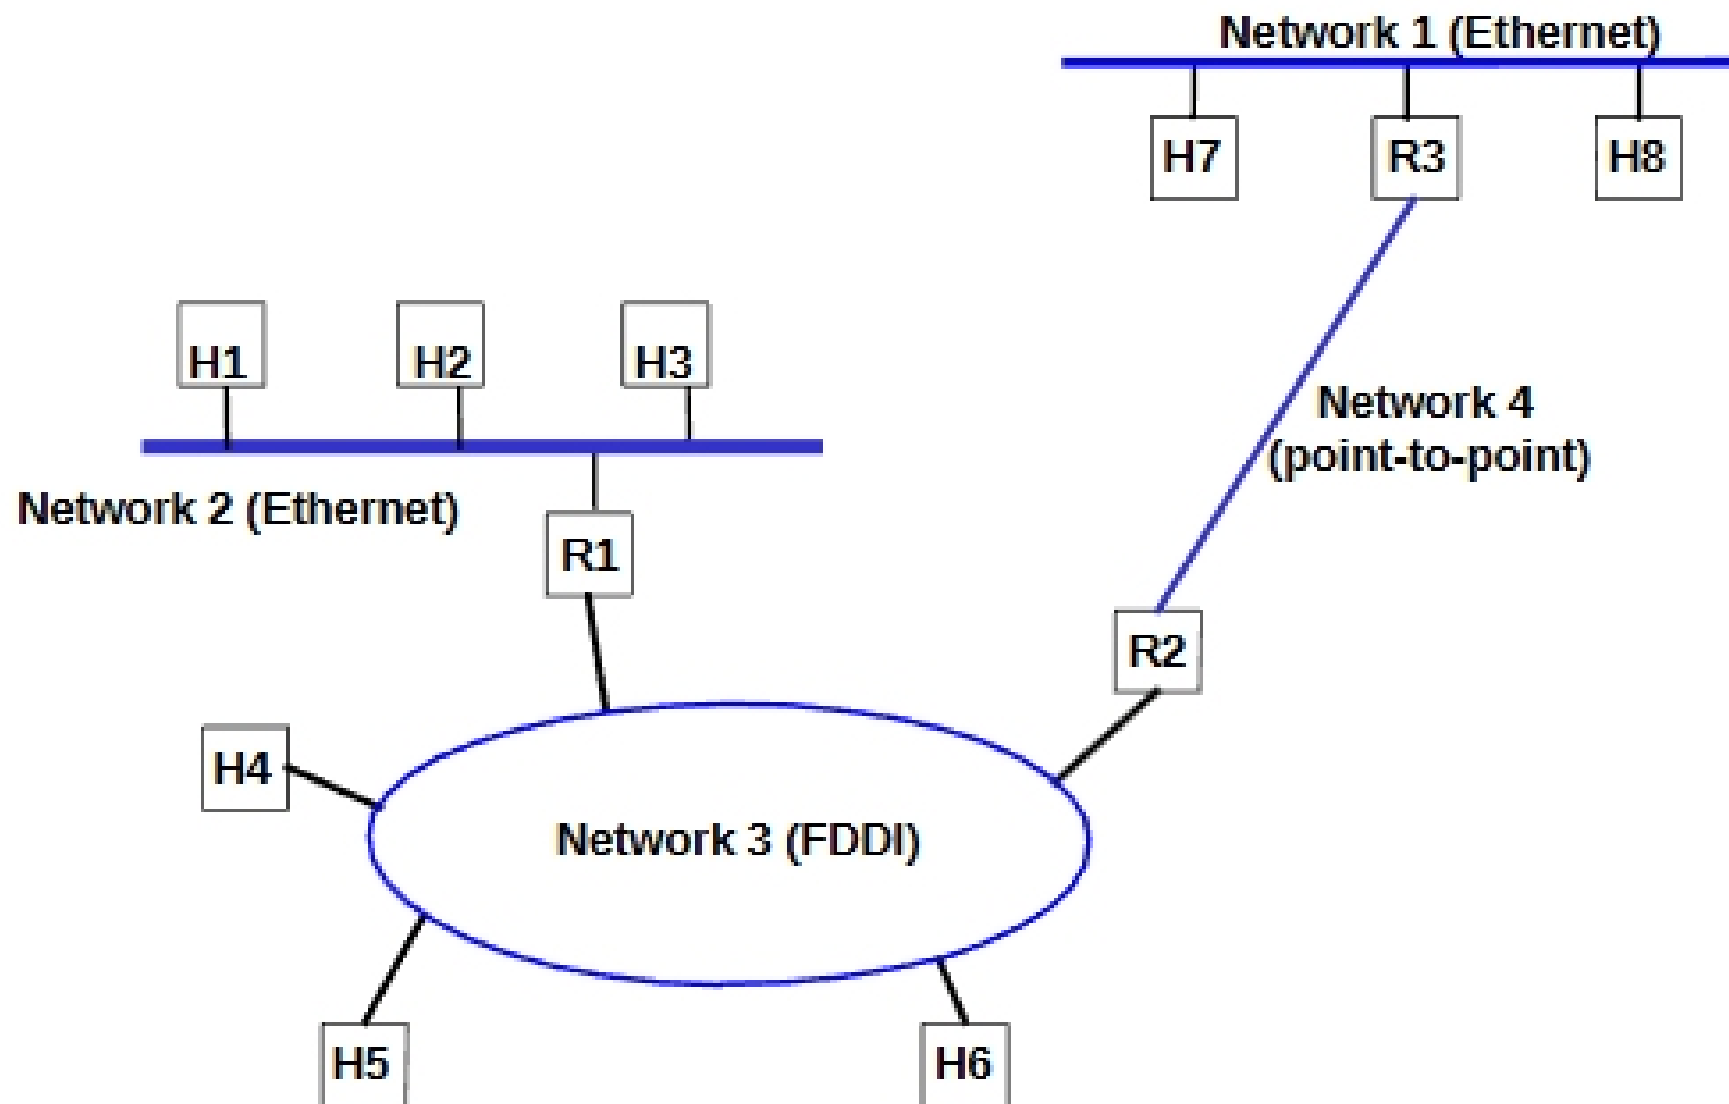 Network 1 (Ethernet)
H7
R3
H8
H1
H2
H3
Network 4
(point-to-point)
Network 2 (Ethernet)
R1
R2
H4
Network 3 (FDDI)
H5
H6